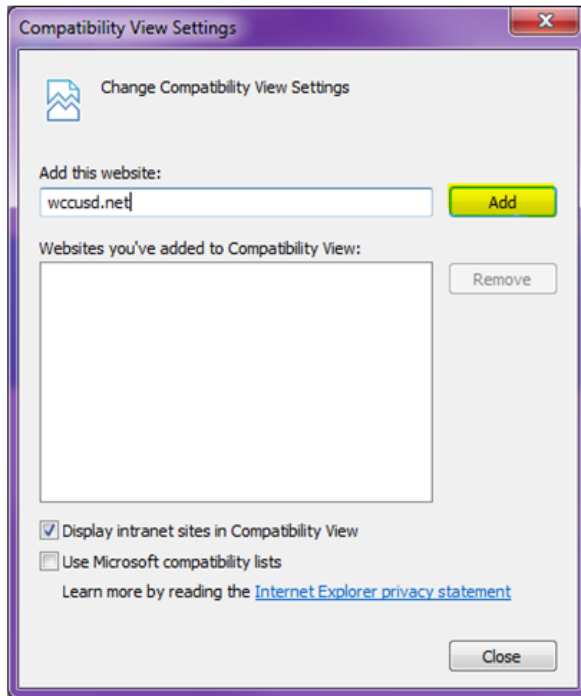 Compatibility View Settings
Change Compatibility View Settings
Add this website:
wccusd.net
Add
Websites you've added to Compatibility View:
Remove
Display intranet sites in Compatibility View
Use Microsoft compatibility lists
Learn more by reading the Internet Explorer privacy statement
Close